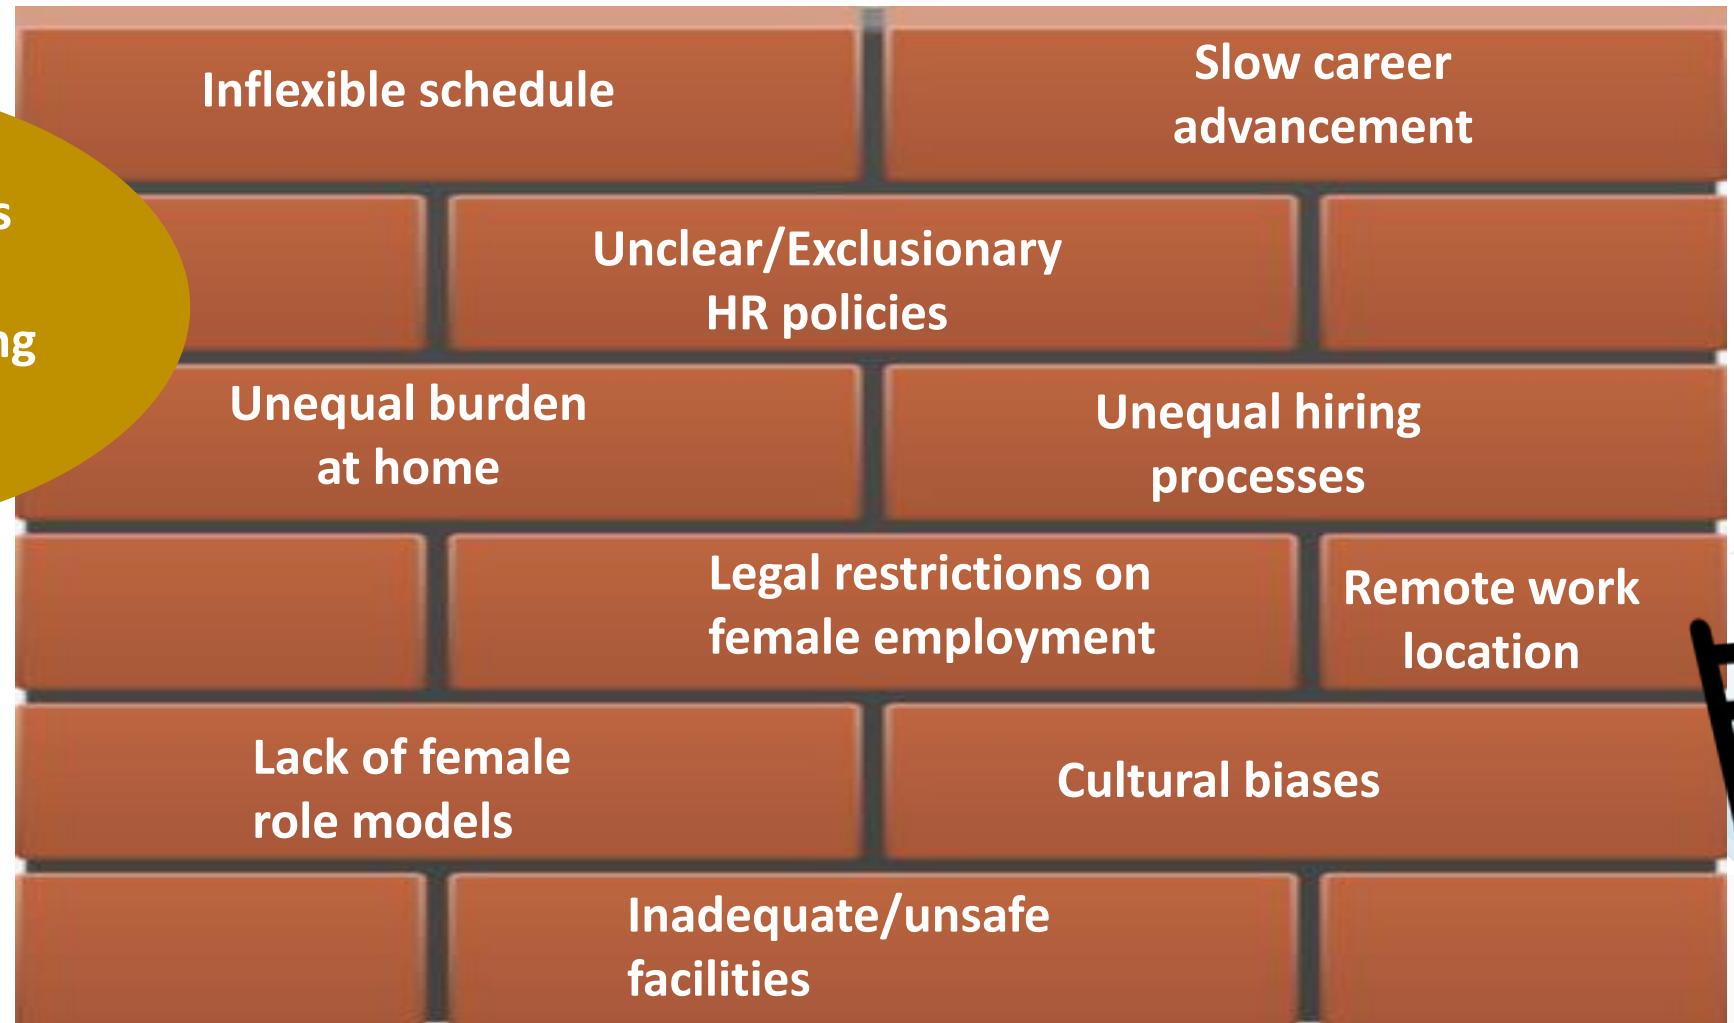 Inflexible schedule
Slow career
advancement
Unclear/Exclusionary
HR policies
Unequal burden
at home
Unequal hiring
processes
Legal restrictions on
female employment
Remote work
location
Lack of female
role models
Cultural biases
Inadequate/unsafe
facilities